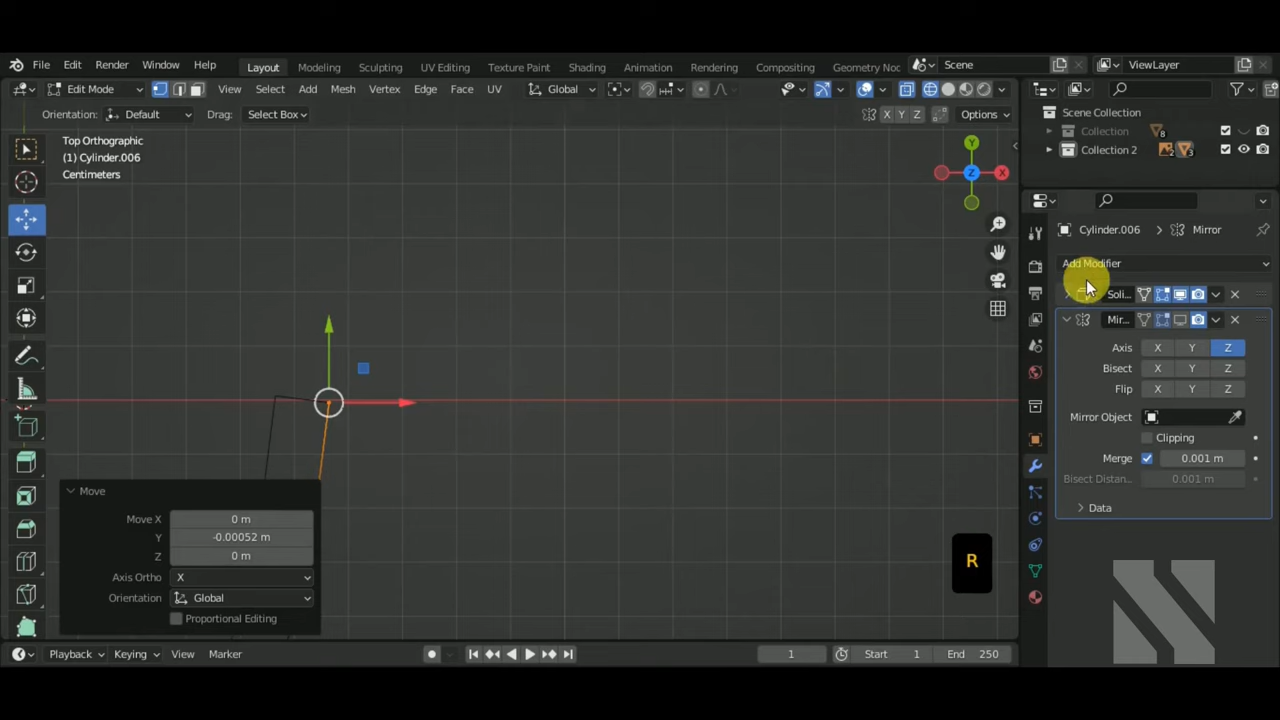 File Edit Render Window Help Layout Modeling Sculpting UV Editing Texture Paint Shading Animation Rendering Compositing Geometry Noc Scene ViewLayer
Edit Mode View Select Add Mesh Vertex Edge Face UV Global
Orientation: Default Drag: Select Box X Y Z Options
Scene Collection
Collection 8
Collection 2 2 3
Top Orthographic
(1) Cylinder.006
Centimeters
Y
Z
X
Cylinder.006 Mirror
Add Modifier
Soli...
Mir...
Axis X Y Z
Bisect X Y Z
Flip X Y Z
Mirror Object
Clipping
Merge 0.001 m
Bisect Distan... 0.001 m
Data
Move
Move X 0 m
Y -0.00052 m
Z 0 m
Axis Ortho X
Orientation Global
Proportional Editing
R
Playback Keying View Marker 1 Start 1 End 250